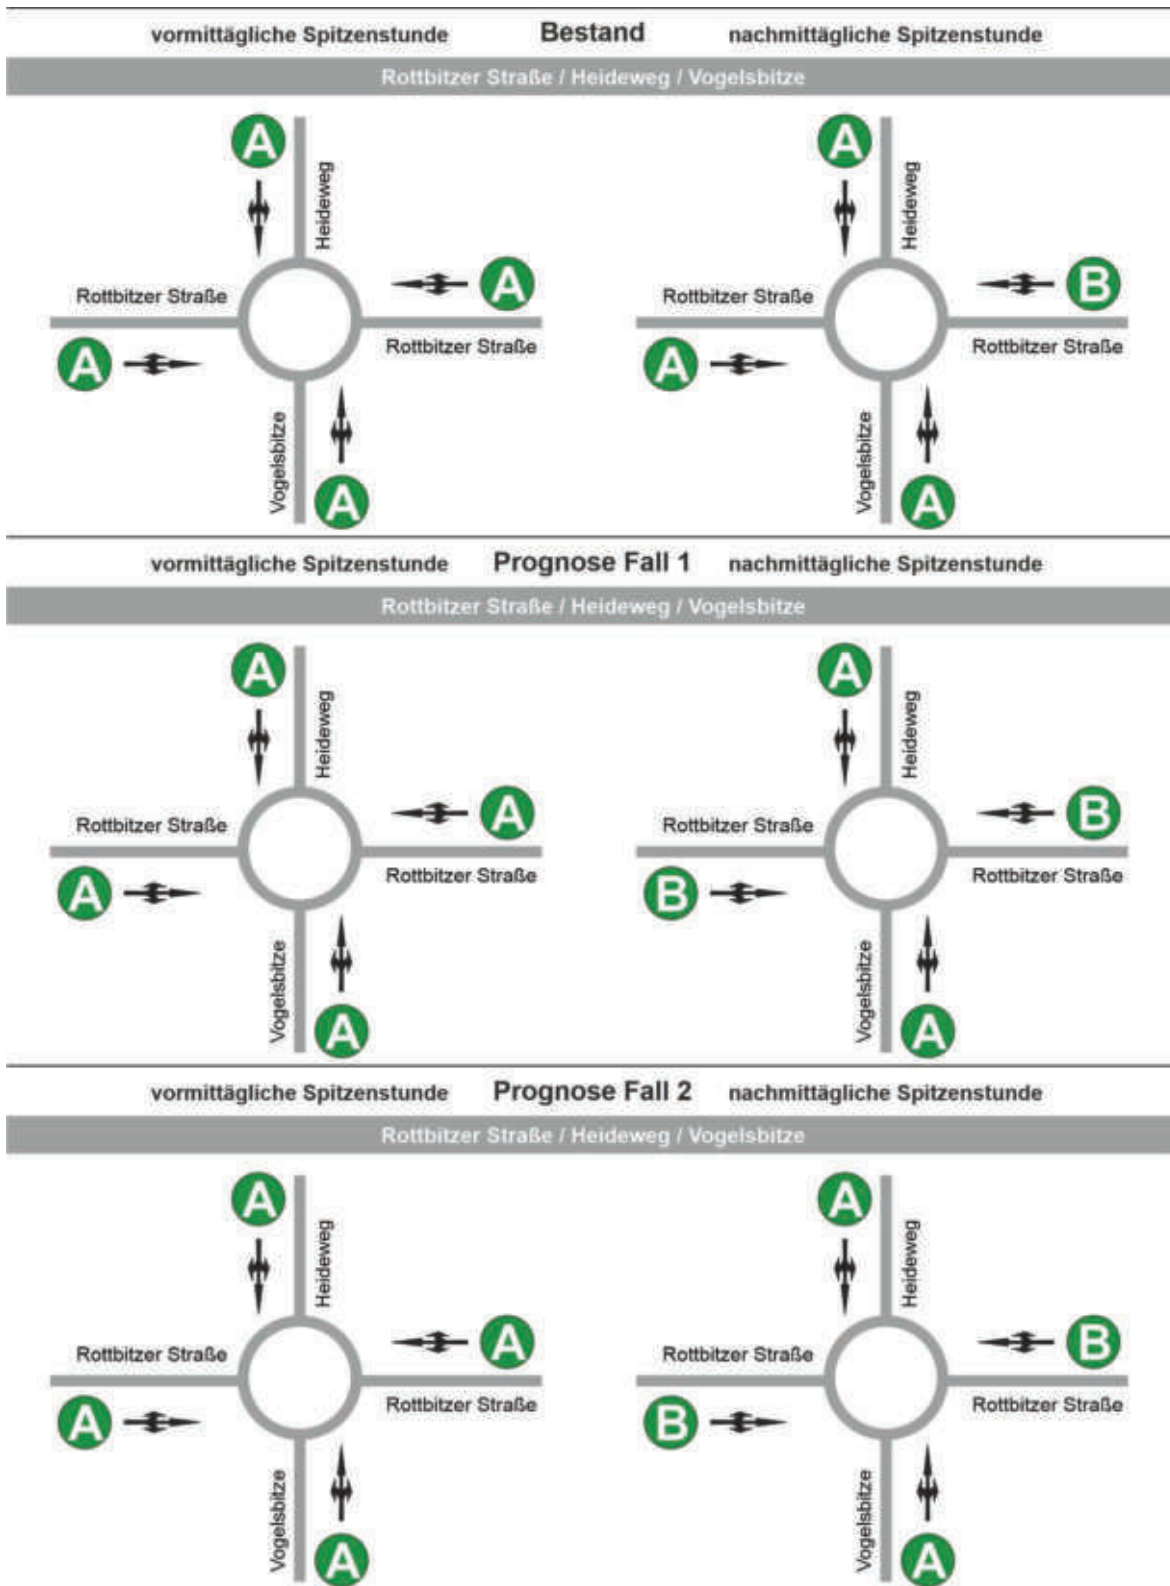 vormittägliche Spitzenstunde Bestand nachmittägliche Spitzenstunde
Rottbitzer Straße / Heideweg / Vogelsbitze
A A
Heideweg Heideweg
A B
Rottbitzer Straße Rottbitzer Straße
Rottbitzer Straße Rottbitzer Straße
A A
Vogelsbitze Vogelsbitze
A A
vormittägliche Spitzenstunde Prognose Fall 1 nachmittägliche Spitzenstunde
Rottbitzer Straße / Heideweg / Vogelsbitze
A A
Heideweg Heideweg
A B
Rottbitzer Straße Rottbitzer Straße
Rottbitzer Straße Rottbitzer Straße
A B
Vogelsbitze Vogelsbitze
A A
vormittägliche Spitzenstunde Prognose Fall 2 nachmittägliche Spitzenstunde
Rottbitzer Straße / Heideweg / Vogelsbitze
A A
Heideweg Heideweg
A B
Rottbitzer Straße Rottbitzer Straße
Rottbitzer Straße Rottbitzer Straße
A B
Vogelsbitze Vogelsbitze
A A